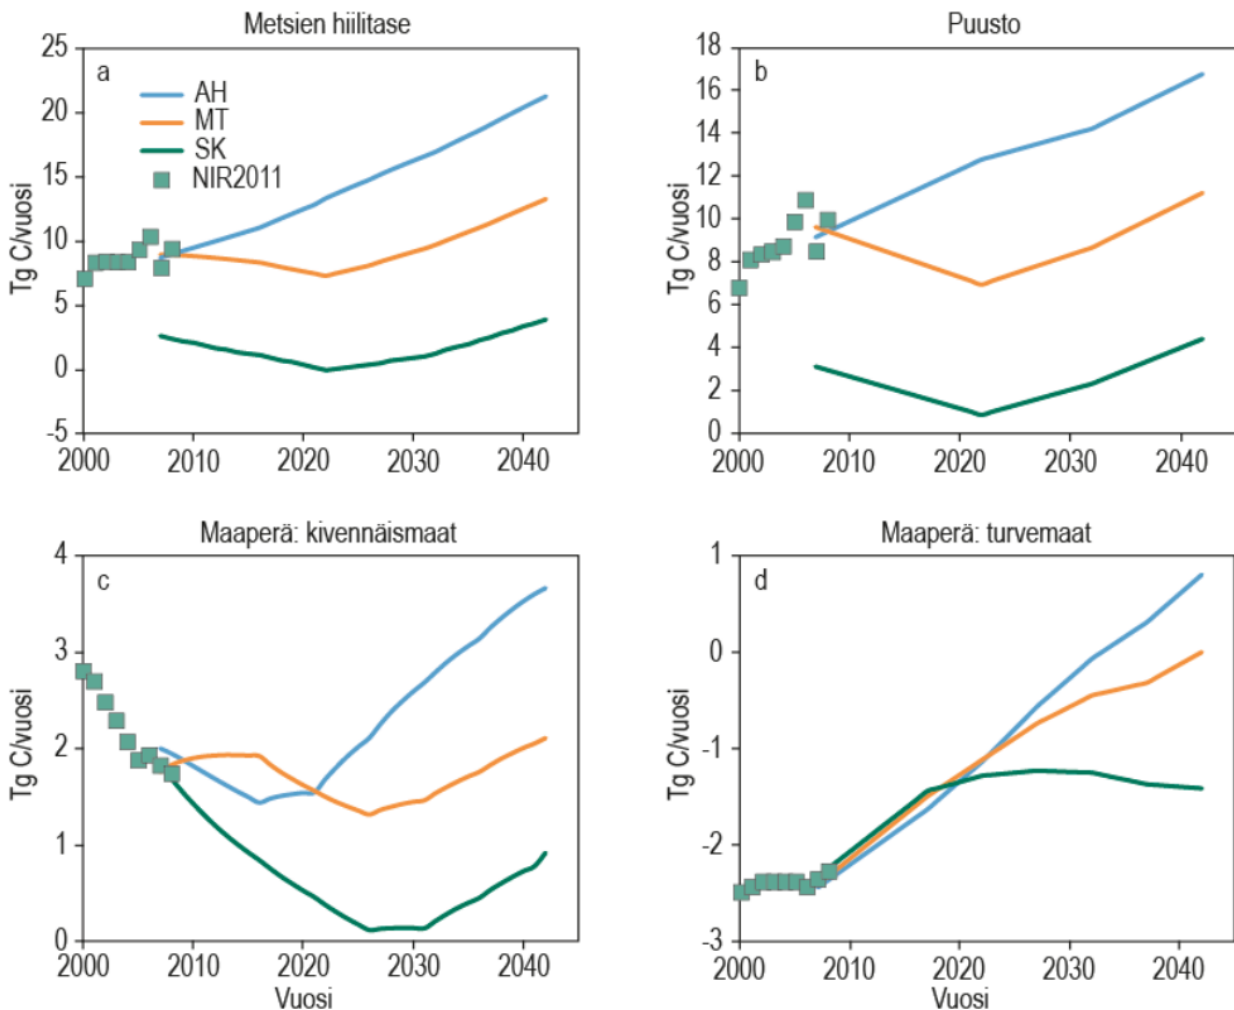 Metsien hiilitase
a
25
20
15
10
5
0
-5
Tg C/vuosi
AH
MT
SK
NIR2011
2000 2010 2020 2030 2040
Puusto
b
18
16
14
12
10
8
6
4
2
0
Tg C/vuosi
2000 2010 2020 2030 2040
Maaperä: kivennäismaat
c
4
3
2
1
0
Tg C/vuosi
2000 2010 2020 2030 2040
Vuosi
Maaperä: turvemaat
d
1
0
-1
-2
-3
Tg C/vuosi
2000 2010 2020 2030 2040
Vuosi